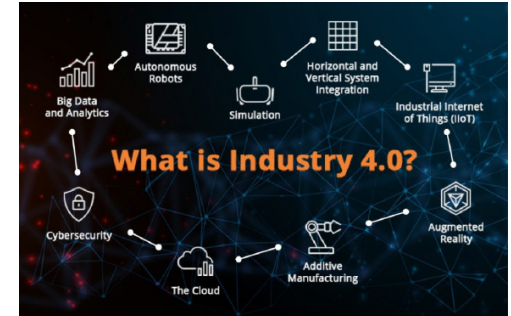 Autonomous
Robots
Horizontal and
Vertical System
Integration
Big Data
and Analytics
Simulation
Industrial Internet
of Things (IIoT)
What is Industry 4.0?
Cybersecurity
Augmented
Reality
The Cloud
Additive
Manufacturing